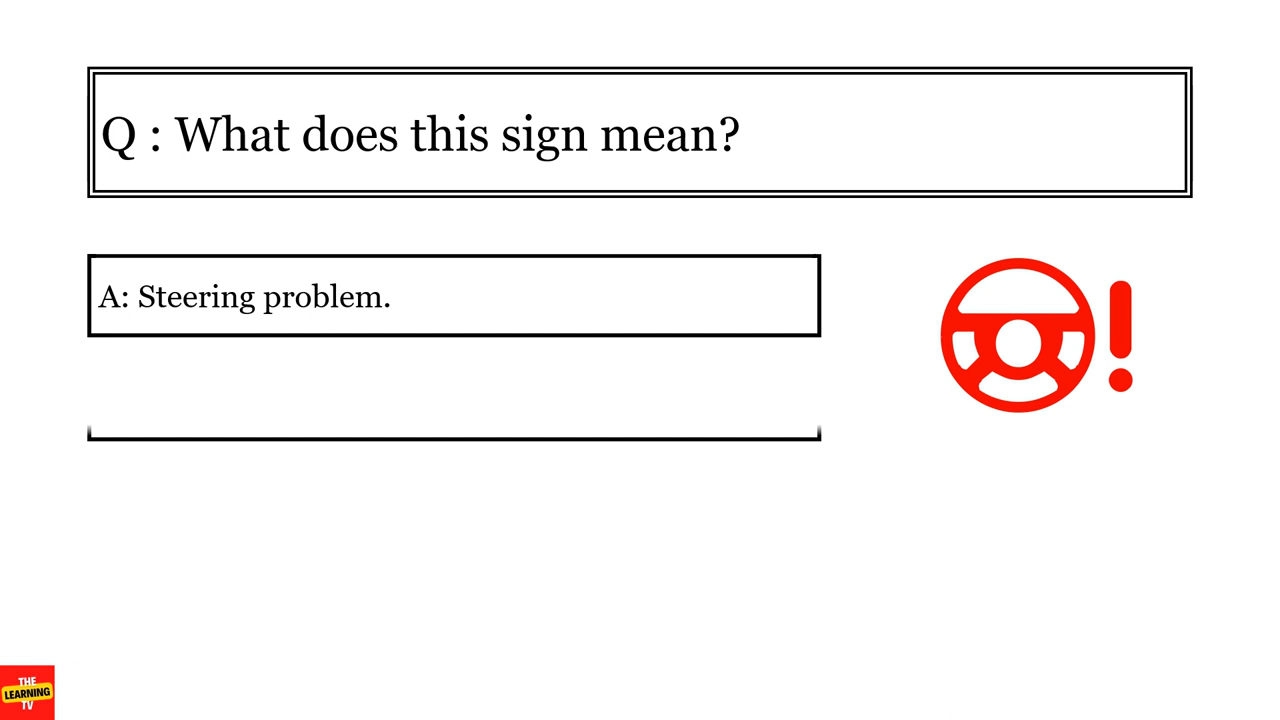 Q : What does this sign mean?
A: Steering problem.
THE
LEARNING
TV